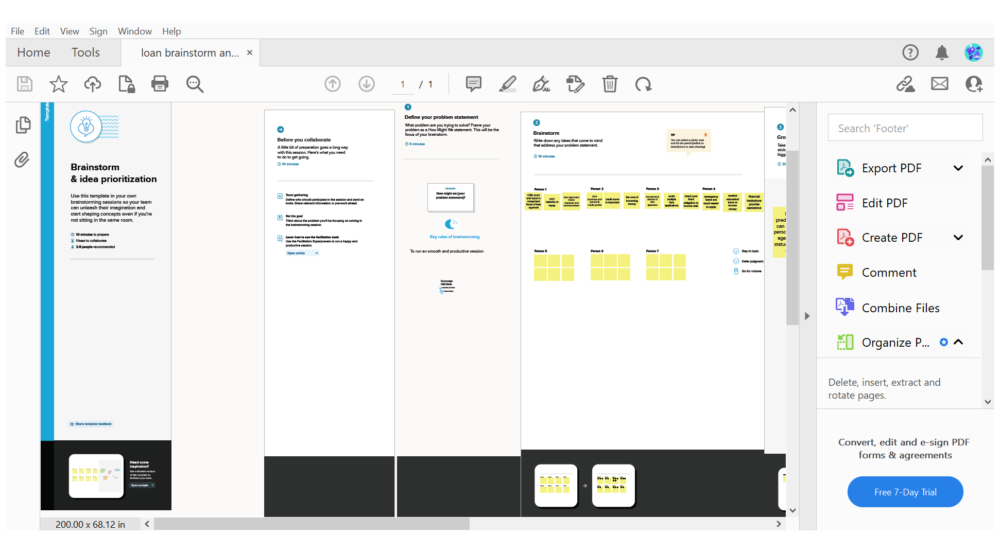 File Edit View Sign Window Help
Home Tools loan brainstorm an... ×
1 / 1
Template
Brainstorm
& idea prioritization
Use this template in your own
brainstorming sessions so your team
can unleash their imagination and
start shaping concepts even if you're
not sitting in the same room.
10 minutes to prepare
1 hour to collaborate
2-8 people recommended
Share template feedback
Need some
inspiration?
See a finished version
of this template to
kickstart your work.
Open example →
Before you collaborate
A little bit of preparation goes a long way
with this session. Here's what you need
to do to get going.
10 minutes
A
Team gathering
Define who should participate in the session and send an
invite. Share relevant information or pre-work ahead.
B
Set the goal
Think about the problem you'll be focusing on solving in
the brainstorming session.
C
Learn how to use the facilitation tools
Use the Facilitation Superpowers to run a happy and
productive session.
Open article →
1
Define your problem statement
What problem are you trying to solve? Frame your
problem as a How Might We statement. This will be the
focus of your brainstorm.
5 minutes
PROBLEM
How might we [your
problem statement]?
Key rules of brainstorming
To run an smooth and productive session
Encourage
wild ideas.
2
Brainstorm
Write down any ideas that come to mind
that address your problem statement.
10 minutes
TIP
You can select a sticky note
and hit the pencil [switch to
sketch] icon to start drawing!
Person 1
CIBIL score
and report is
a important
factor of loan
approval
your
capacity to
repay
loan approvers
notice
character and
communication
Person 2
your
business and
personal
credit profile
credit score
is important
the cost of
borrowing
money
Person 3
the maximum
amount of
loan
approvels
avoid
multiple
loan
applications
check your
fixed
obligation to
income ratio
Person 4
emergency
loans are
much easier
to apply
student
educatinal
loans to
borrow
money
financial
institutions
provide
assistance
Person 5
Person 6
Person 7
Stay in topic.
Defer judgment.
Go for volume.
3
Gro
Take
stick
bigg
20
pred
can
perso
age
statu
Search 'Footer'
Export PDF
Edit PDF
Create PDF
Comment
Combine Files
Organize P...
Delete, insert, extract and
rotate pages.
Convert, edit and e-sign PDF
forms & agreements
Free 7-Day Trial
200.00 x 68.12 in